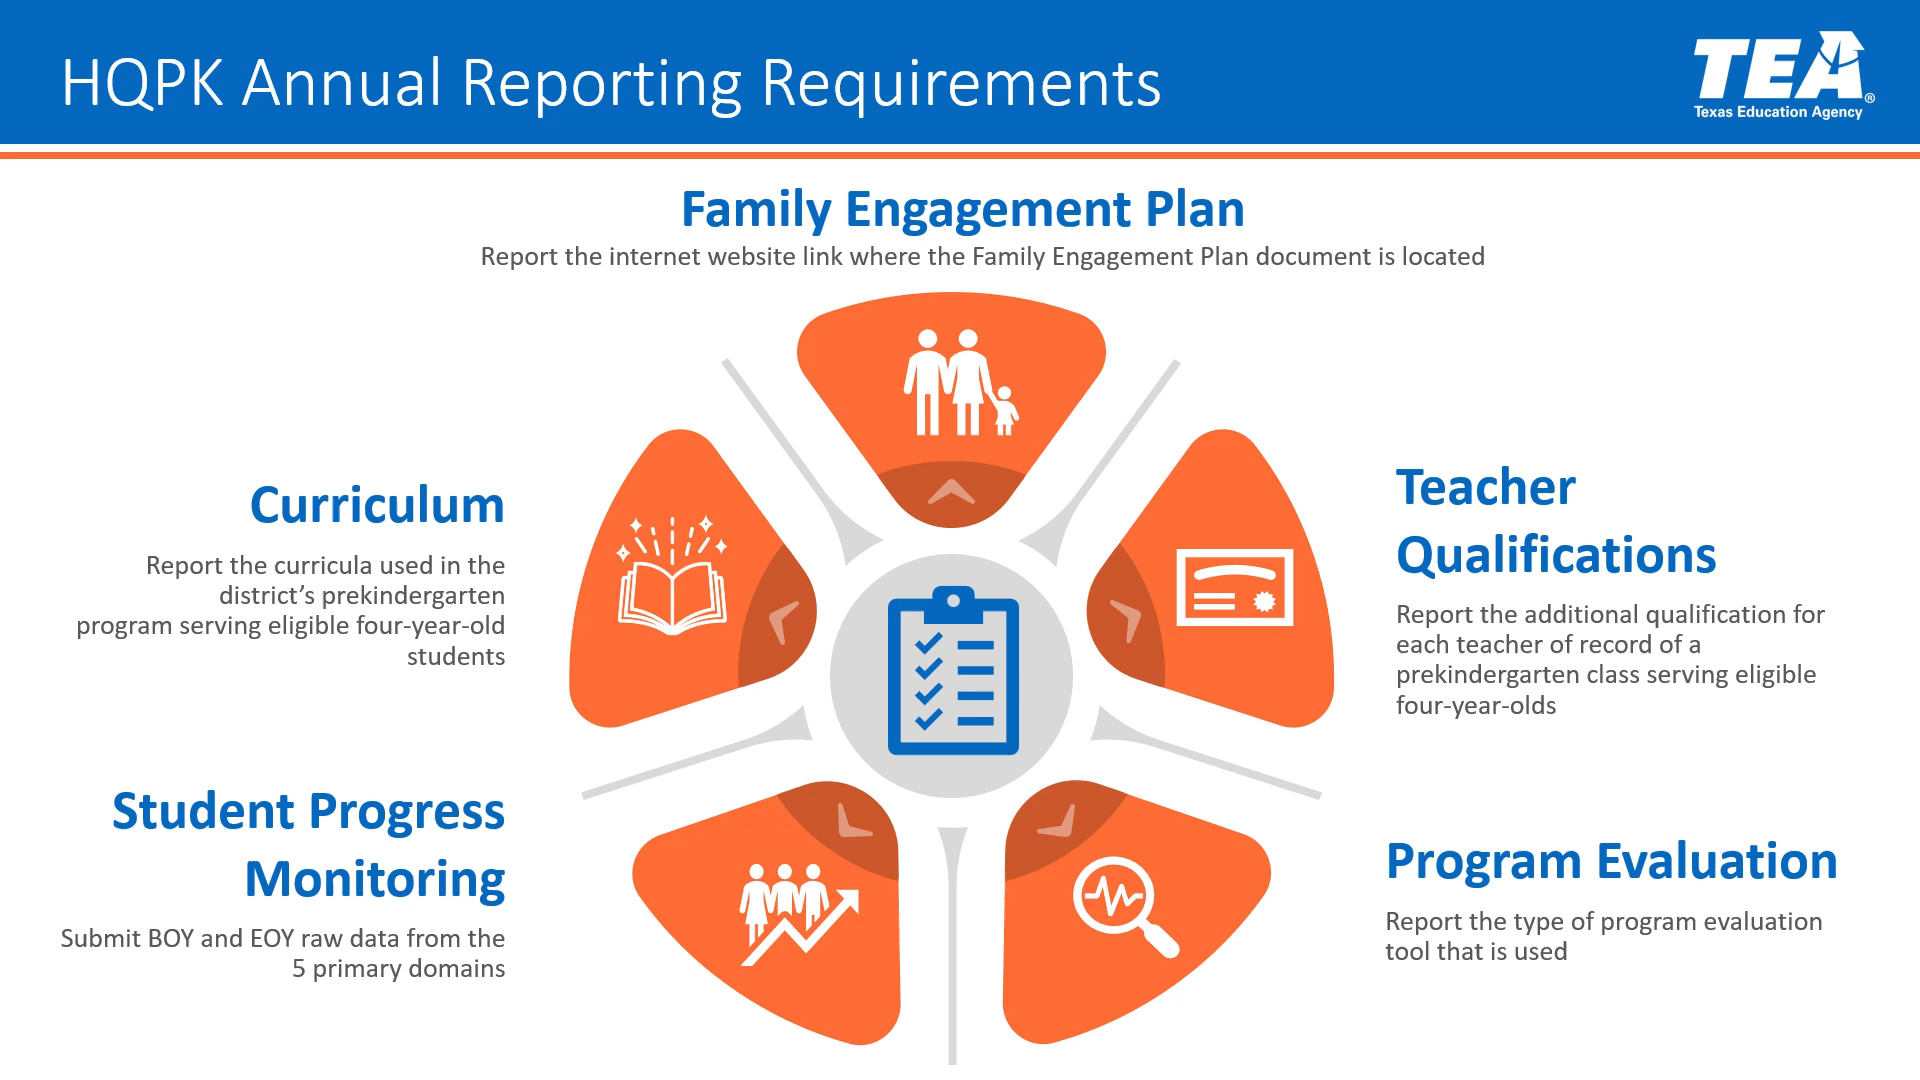 HQPK Annual Reporting Requirements
TEA®
Texas Education Agency
Family Engagement Plan
Report the internet website link where the Family Engagement Plan document is located
Curriculum
Report the curricula used in the
district’s prekindergarten
program serving eligible four-year-old
students
Teacher
Qualifications
Report the additional qualification for
each teacher of record of a
prekindergarten class serving eligible
four-year-olds
Student Progress
Monitoring
Submit BOY and EOY raw data from the
5 primary domains
Program Evaluation
Report the type of program evaluation
tool that is used